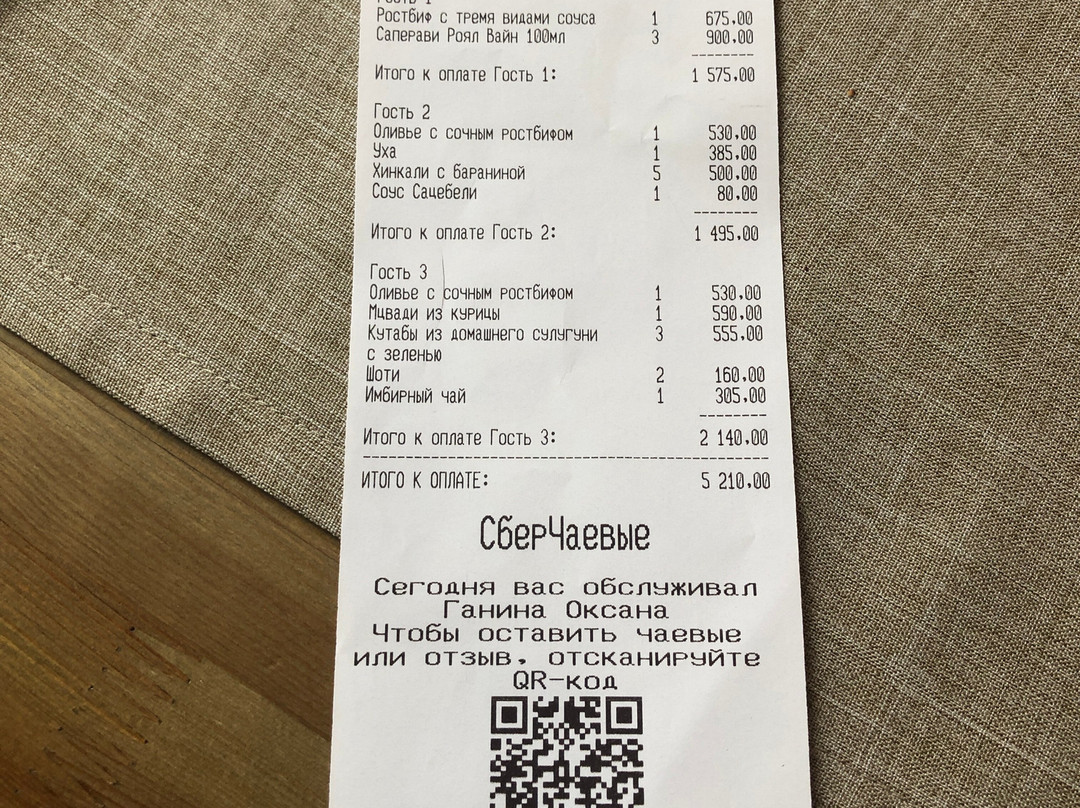 Гость 1
Ростбиф с тремя видами соуса 1 675.00
Саперави Роял Вайн 100мл 3 900.00
--------
Итого к оплате Гость 1: 1 575.00
Гость 2
Оливье с сочным ростбифом 1 530.00
Уха 1 385.00
Хинкали с бараниной 5 500.00
Соус Сацебели 1 80.00
--------
Итого к оплате Гость 2: 1 495.00
Гость 3
Оливье с сочным ростбифом 1 530.00
Мцвади из курицы 1 590.00
Кутабы из домашнего сулугуни 3 555.00
с зеленью
Шоти 2 160.00
Имбирный чай 1 305.00
--------
Итого к оплате Гость 3: 2 140.00
ИТОГО К ОПЛАТЕ: 5 210.00
СберЧаевые
Сегодня вас обслуживал
Ганина Оксана
Чтобы оставить чаевые
или отзыв, отсканируйте
QR-код